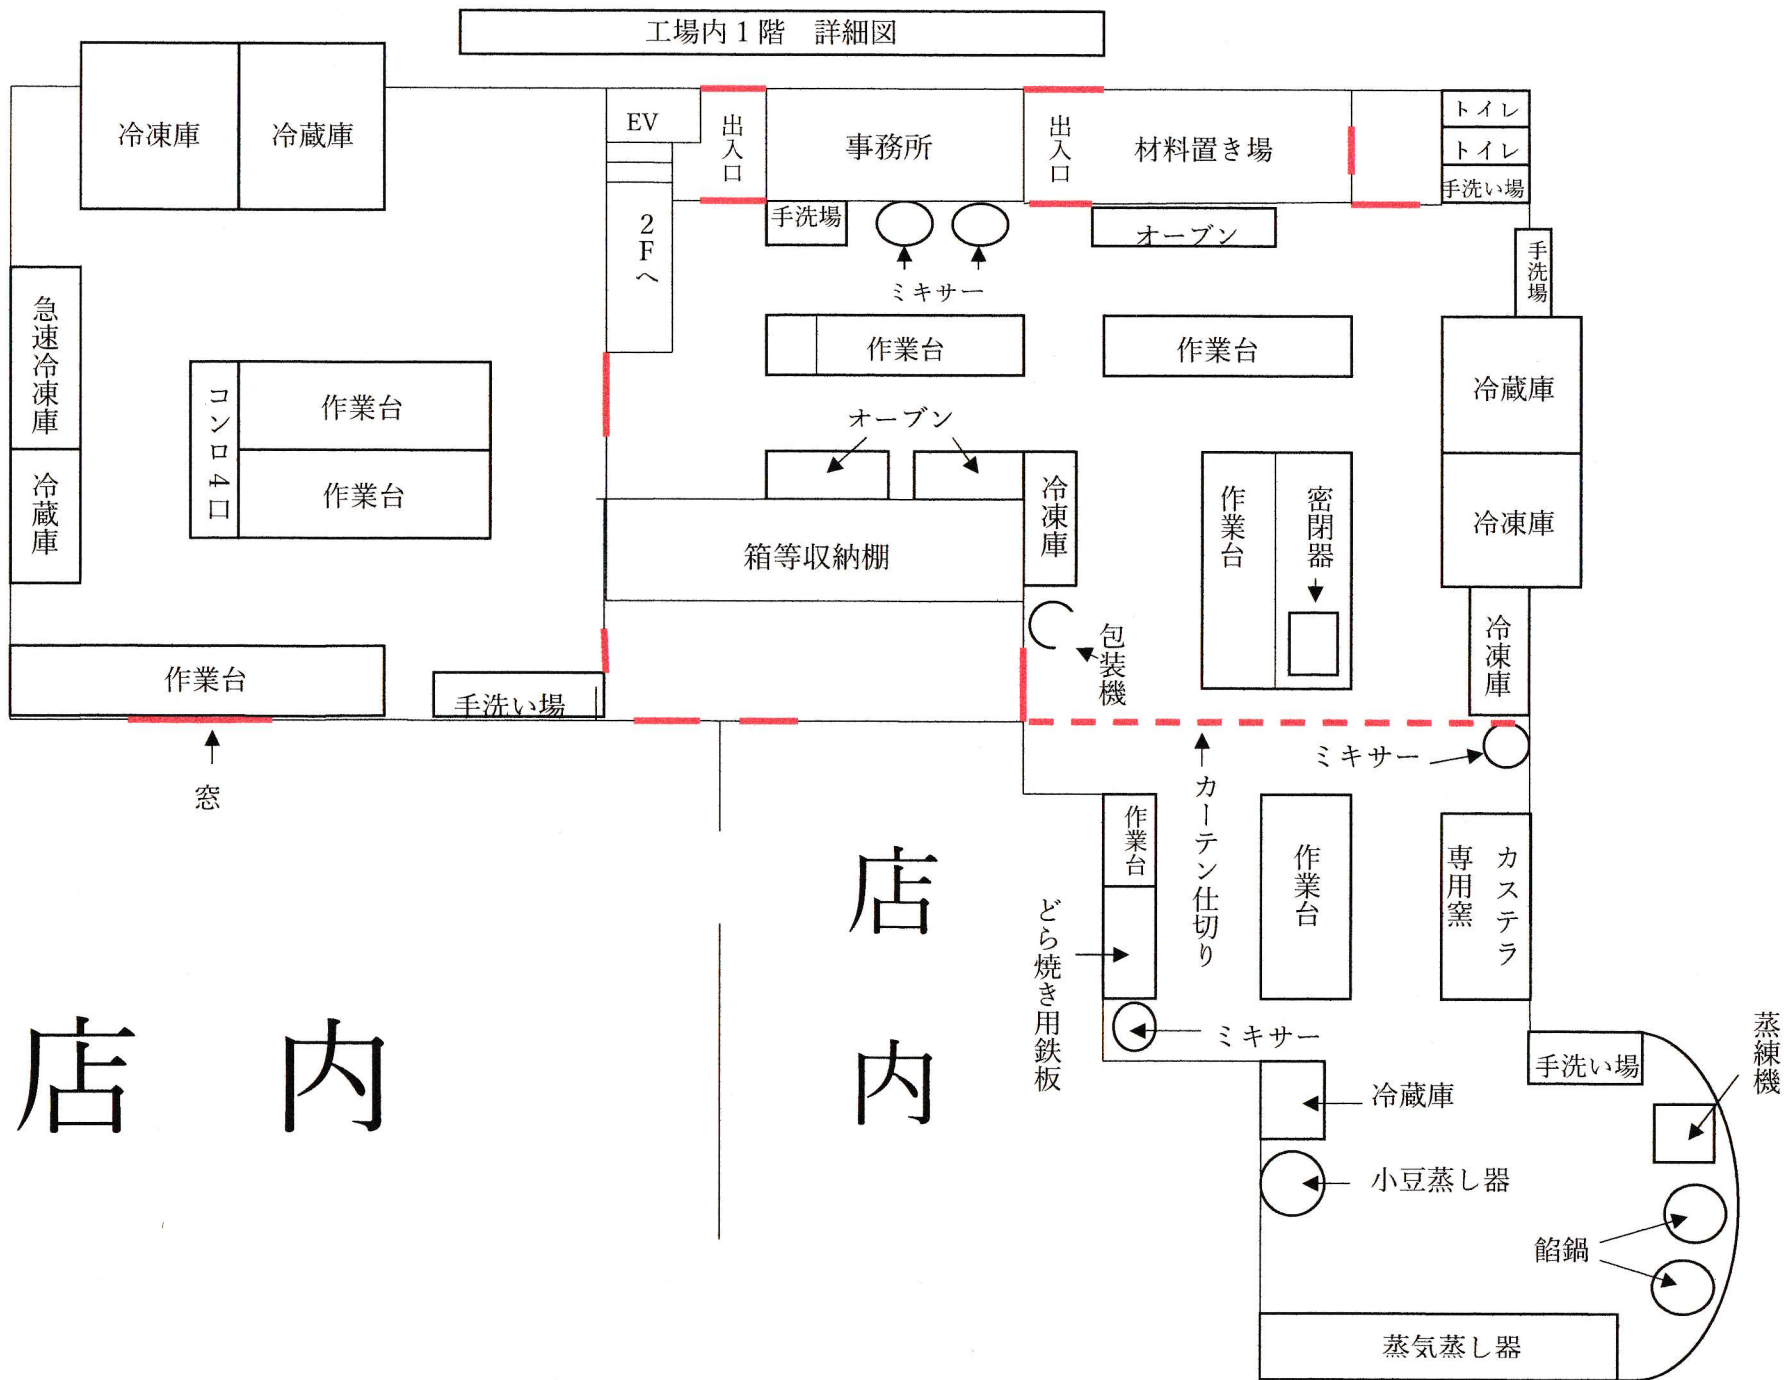 工場内１階　詳細図
冷凍庫
冷蔵庫
EV
出入口
事務所
出入口
材料置き場
トイレ
トイレ
手洗い場
手洗場
ミキサー
オーブン
手洗場
２Fへ
急速冷凍庫
冷蔵庫
コンロ４口
作業台
作業台
作業台
作業台
オーブン
冷凍庫
箱等収納棚
作業台
密閉器
冷蔵庫
冷凍庫
冷凍庫
包装機
作業台
手洗い場
窓
カーテン仕切り
ミキサー
作業台
どら焼き用鉄板
ミキサー
作業台
カステラ
専用窯
店内
店内
手洗い場
蒸練機
冷蔵庫
小豆蒸し器
餡鍋
蒸気蒸し器